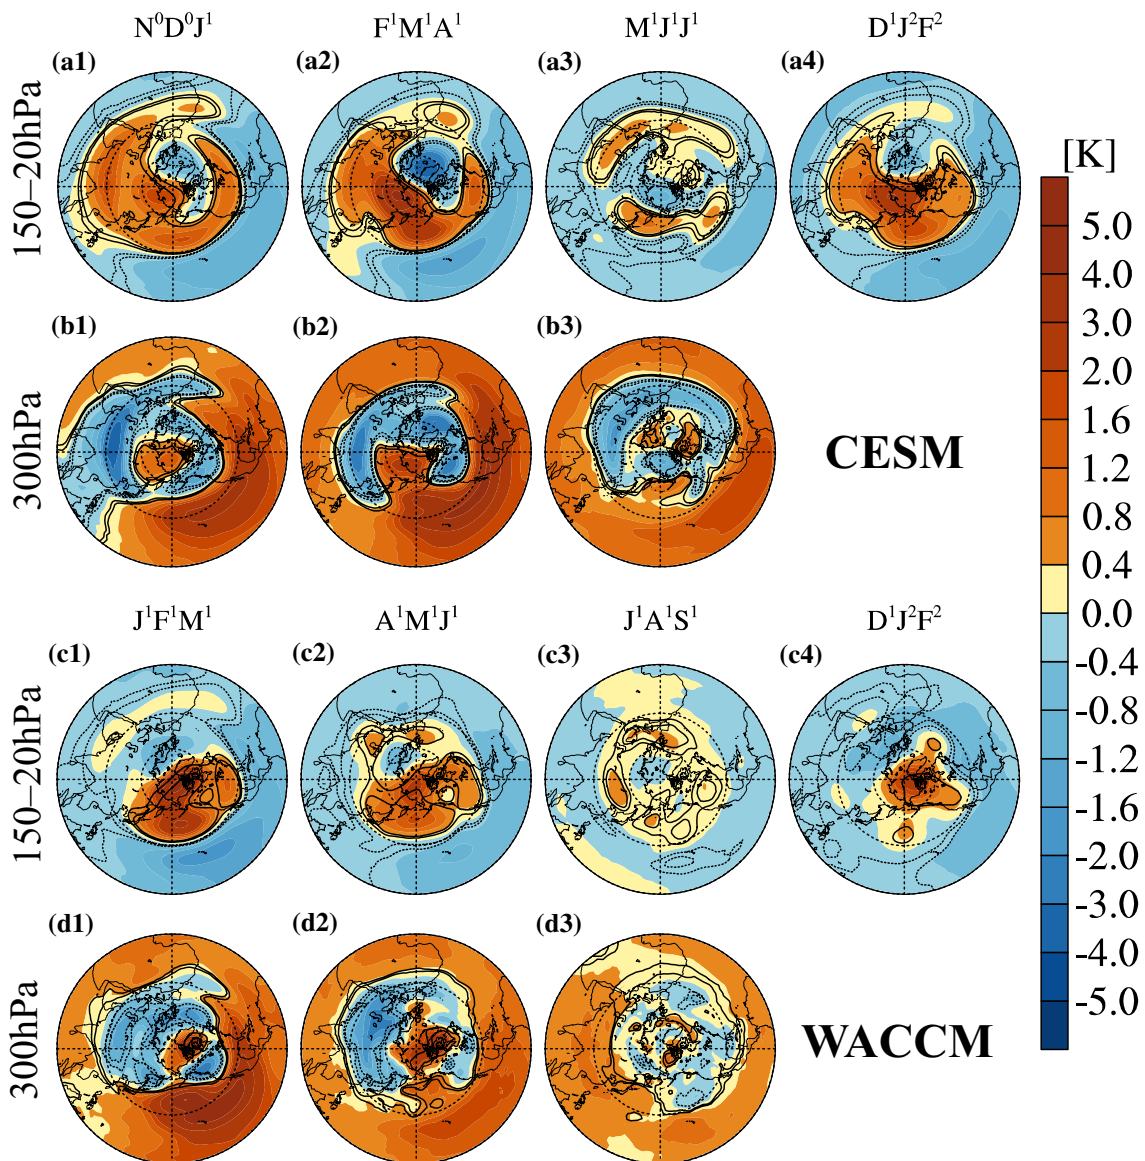 N⁰D⁰J¹ F¹M¹A¹ M¹J¹J¹ D¹J²F²
(a1) (a2) (a3) (a4)
150–20hPa
[K]
(b1) (b2) (b3)
300hPa
CESM
5.0
4.0
3.0
2.0
1.6
1.2
0.8
0.4
0.0
-0.4
-0.8
-1.2
-1.6
-2.0
-3.0
-4.0
-5.0
J¹F¹M¹ A¹M¹J¹ J¹A¹S¹ D¹J²F²
(c1) (c2) (c3) (c4)
150–20hPa
(d1) (d2) (d3)
300hPa
WACCM